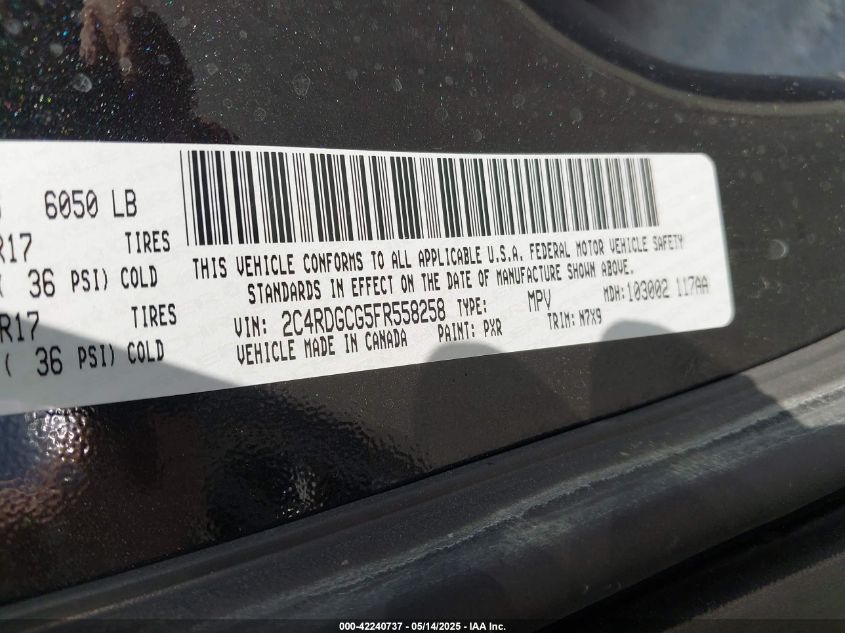 6050 LB
R17 TIRES
( 36 PSI) COLD
R17 TIRES
( 36 PSI) COLD
THIS VEHICLE CONFORMS TO ALL APPLICABLE U.S.A. FEDERAL MOTOR VEHICLE SAFETY
STANDARDS IN EFFECT ON THE DATE OF MANUFACTURE SHOWN ABOVE.
VIN: 2C4RDGCG5FR558258 TYPE: MPV MDH: 103002 117AA
VEHICLE MADE IN CANADA PAINT: PXR TRIM: N7X9
000-42240737 - 05/14/2025 - IAA Inc.